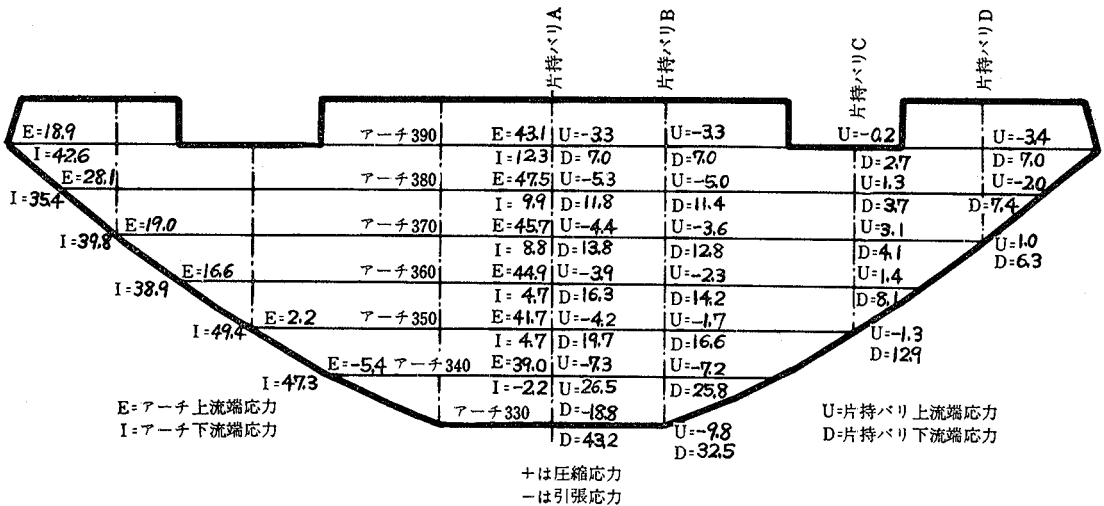 片持バリA
片持バリB
片持バリC
片持バリD
E=18.9 アーチ390 E=43.1 U=-3.3 U=-3.3 U=-0.2 U=-3.4
I=42.6 I=12.3 D=7.0 D=7.0 D=2.7 D=7.0
E=28.1 アーチ380 E=47.5 U=-5.3 U=-5.0 U=1.3 U=-2.0
I=35.4 I=9.9 D=11.8 D=11.4 D=3.7 D=7.4
E=19.0 アーチ370 E=45.7 U=-4.4 U=-3.6 U=3.1 U=1.0
I=39.8 I=8.8 D=13.8 D=12.8 D=4.1 D=6.3
E=16.6 アーチ360 E=44.9 U=-3.9 U=-2.3 U=1.4
I=38.9 I=4.7 D=16.3 D=14.2 D=8.1
E=2.2 アーチ350 E=41.7 U=-4.2 U=-1.7 U=-1.3
I=49.4 I=4.7 D=19.7 D=16.6 D=12.9
E=-5.4 アーチ340 E=39.0 U=-7.3 U=-7.2
I=47.3 I=-2.2 U=26.5 D=25.8
アーチ330 D=-18.8 U=-9.8
D=43.2 D=32.5
E=アーチ上流端応力
I=アーチ下流端応力
U=片持バリ上流端応力
D=片持バリ下流端応力
+は圧縮応力
-は引張応力